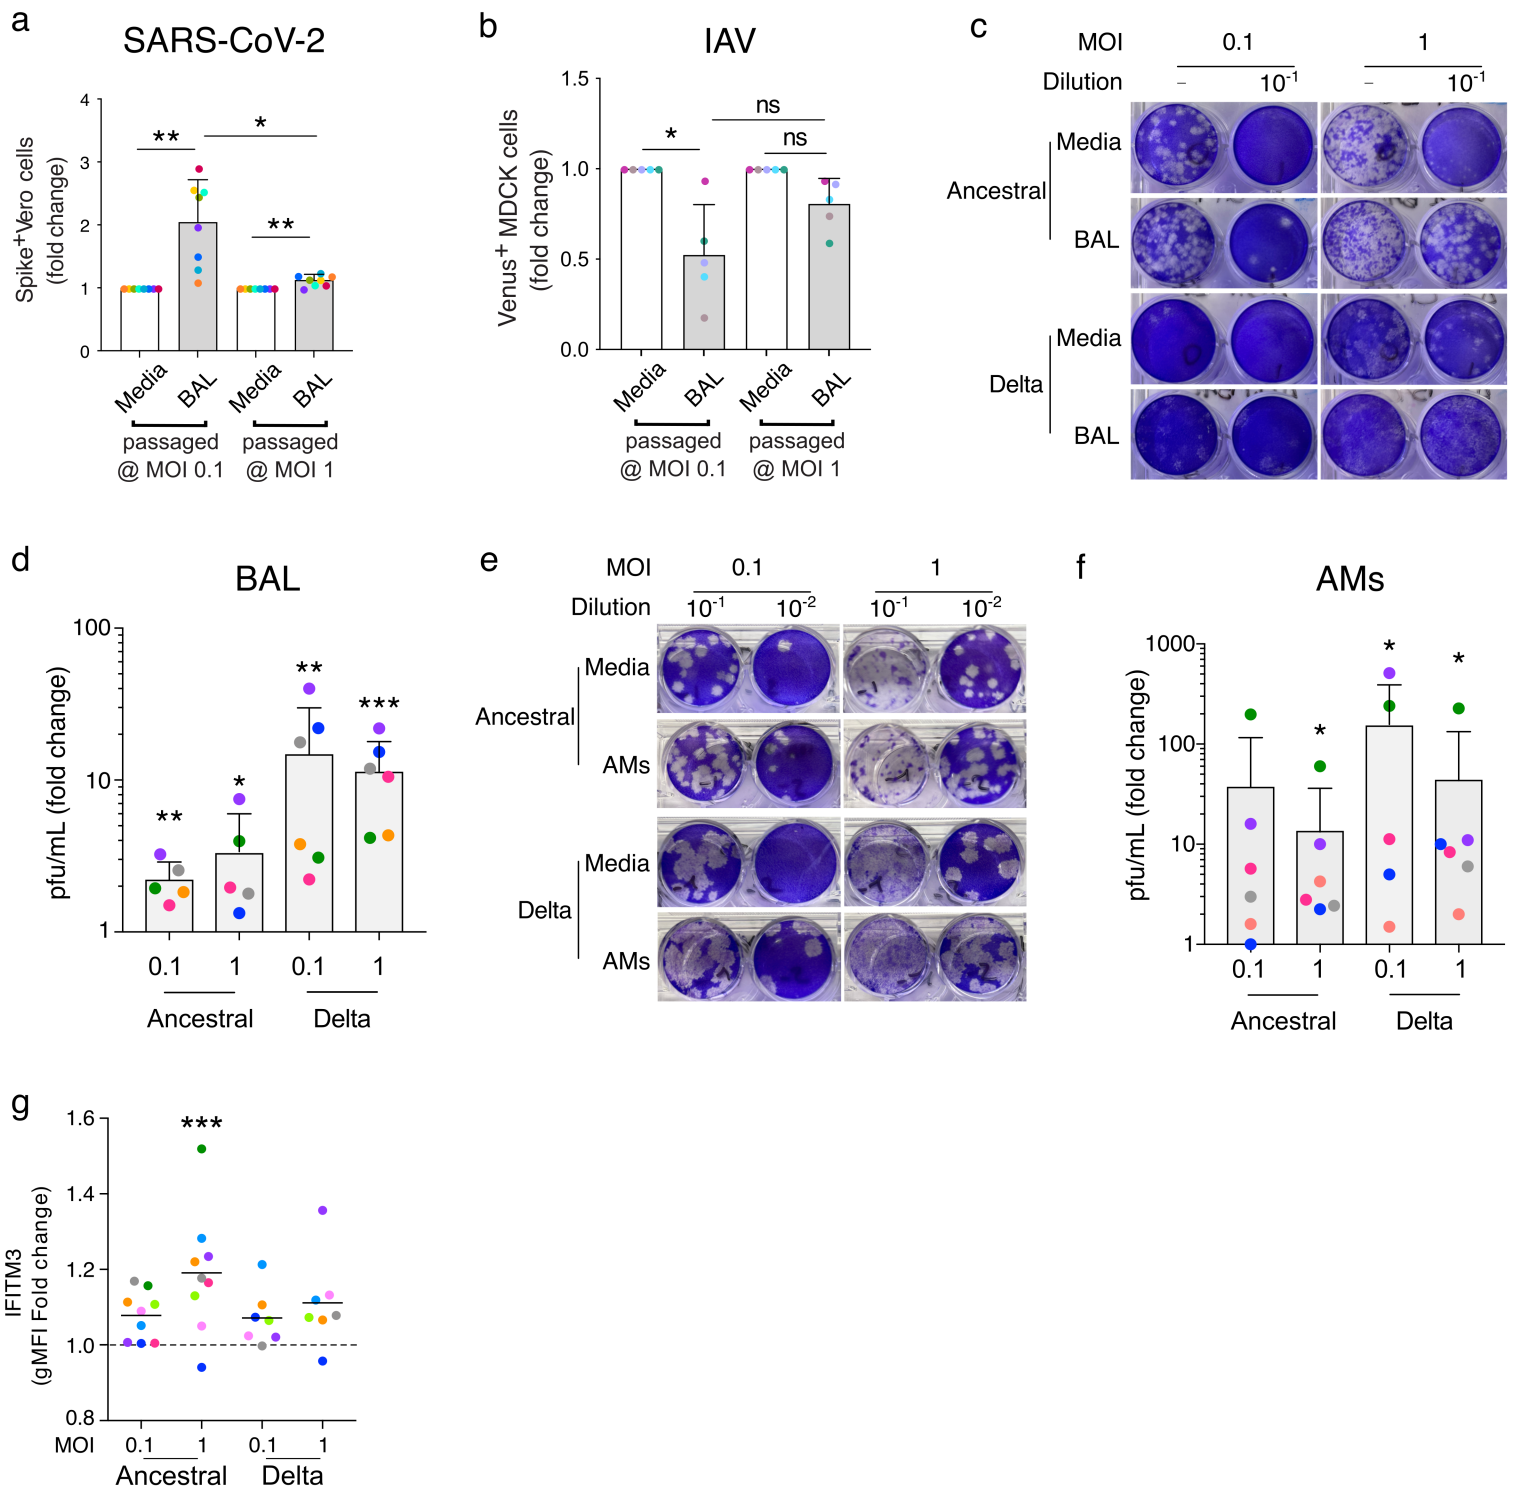 a
SARS-CoV-2
Spike+Vero cells
(fold change)
4
3
2
1
0
**
*
**
Media
BAL
Media
BAL
passaged
@ MOI 0.1
passaged
@ MOI 1
b
IAV
Venus+ MDCK cells
(fold change)
1.5
1.0
0.5
0.0
*
ns
ns
Media
BAL
Media
BAL
passaged
@ MOI 0.1
passaged
@ MOI 1
c
MOI 0.1 1
Dilution – 10-1 – 10-1
Ancestral
Media
BAL
Delta
Media
BAL
d
BAL
pfu/mL (fold change)
100
10
1
**
*
**
***
0.1 1 0.1 1
Ancestral Delta
e
MOI 0.1 1
Dilution 10-1 10-2 10-1 10-2
Ancestral
Media
AMs
Delta
Media
AMs
f
AMs
pfu/mL (fold change)
1000
100
10
1
*
*
*
0.1 1 0.1 1
Ancestral Delta
g
IFITM3
(gMFI Fold change)
1.6
1.4
1.2
1.0
0.8
***
MOI 0.1 1 0.1 1
Ancestral Delta